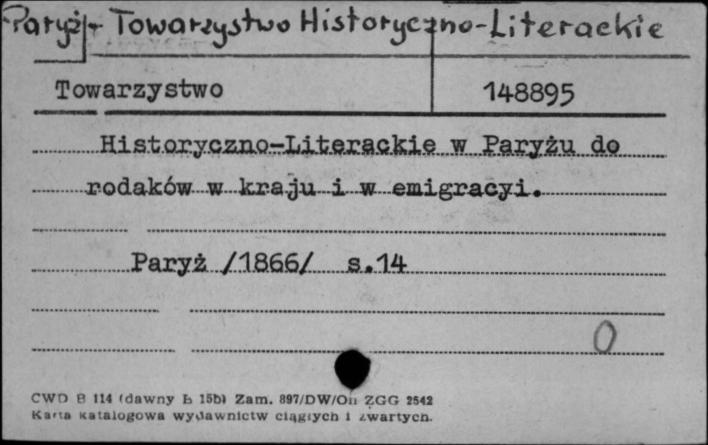 Paryż - Towarzystwo Historyczno-Literackie
Towarzystwo 148895
Historyczno-Literackie w Paryżu do
rodaków w kraju i w emigracyi.
Paryż /1866/ s.14
0
CWD B 114 (dawny B 15b) Zam. 897/DW/On ZGG 2542
Karta katalogowa wydawnictw ciągłych i zwartych.